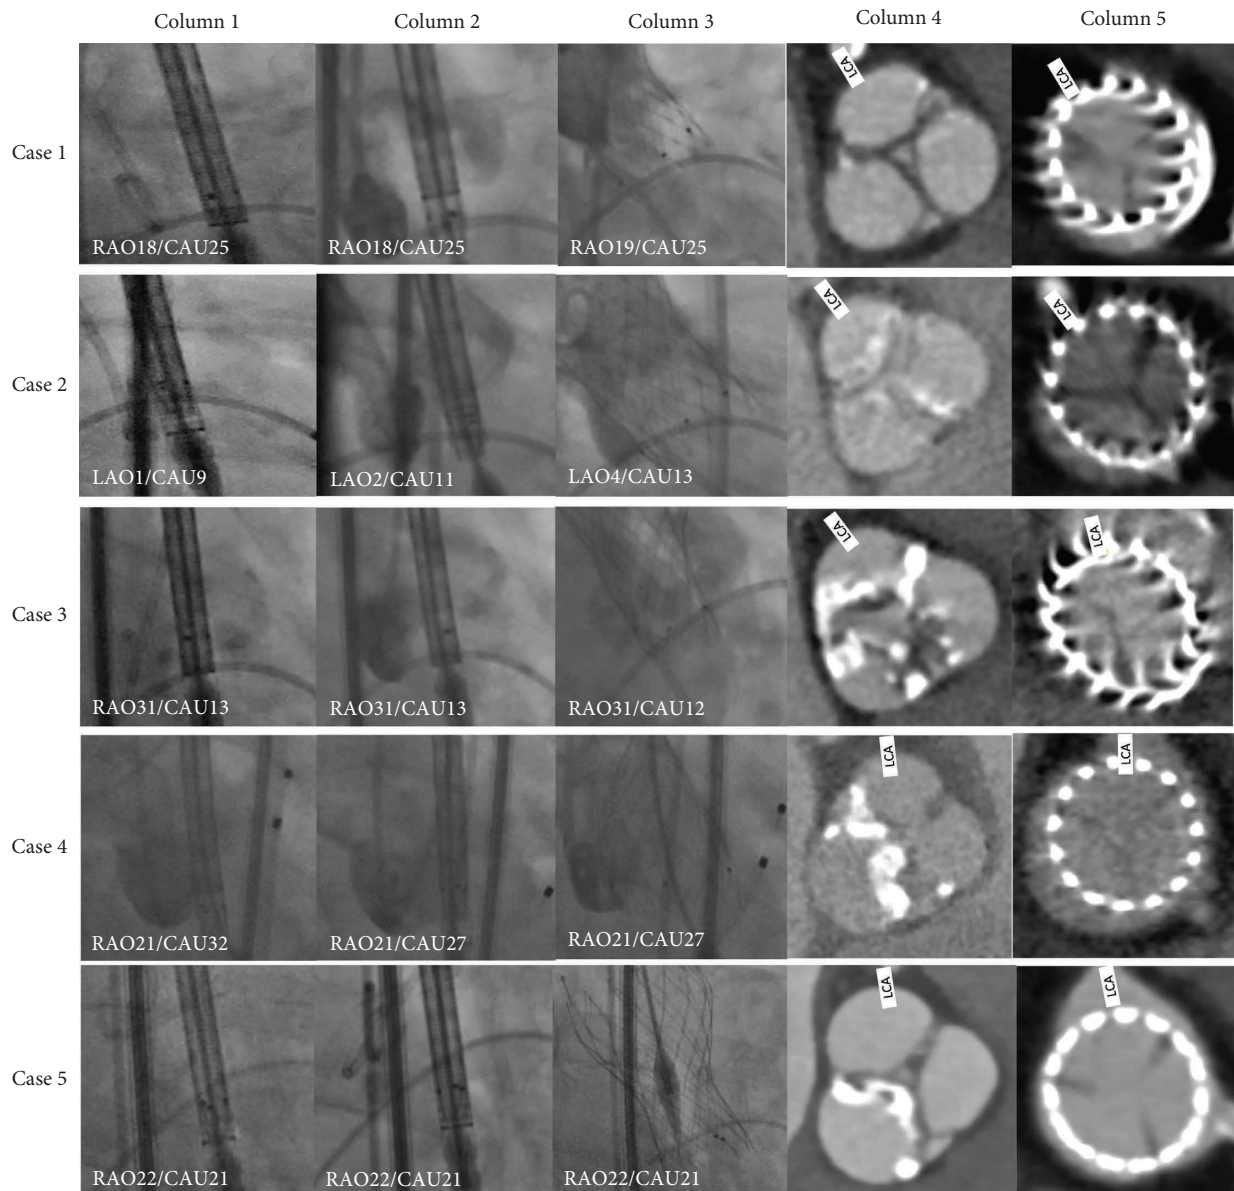 Column 1 Column 2 Column 3 Column 4 Column 5
Case 1
LCA LCA
RAO18/CAU25 RAO18/CAU25 RAO19/CAU25
Case 2
LCA LCA
LAO1/CAU9 LAO2/CAU11 LAO4/CAU13
Case 3
LCA LCA
RAO31/CAU13 RAO31/CAU13 RAO31/CAU12
Case 4
LCA LCA
RAO21/CAU32 RAO21/CAU27 RAO21/CAU27
Case 5
LCA LCA
RAO22/CAU21 RAO22/CAU21 RAO22/CAU21